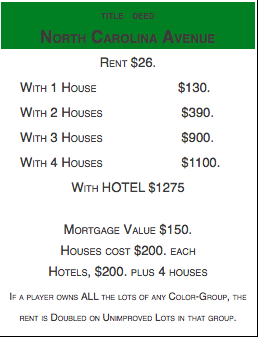 TITLE DEED
NORTH CAROLINA AVENUE
RENT $26.
WITH 1 HOUSE $130.
WITH 2 HOUSES $390.
WITH 3 HOUSES $900.
WITH 4 HOUSES $1100.
WITH HOTEL $1275
MORTGAGE VALUE $150.
HOUSES COST $200. EACH
HOTELS, $200. PLUS 4 HOUSES
IF A PLAYER OWNS ALL THE LOTS OF ANY COLOR-GROUP, THE
RENT IS DOUBLED ON UNIMPROVED LOTS IN THAT GROUP.